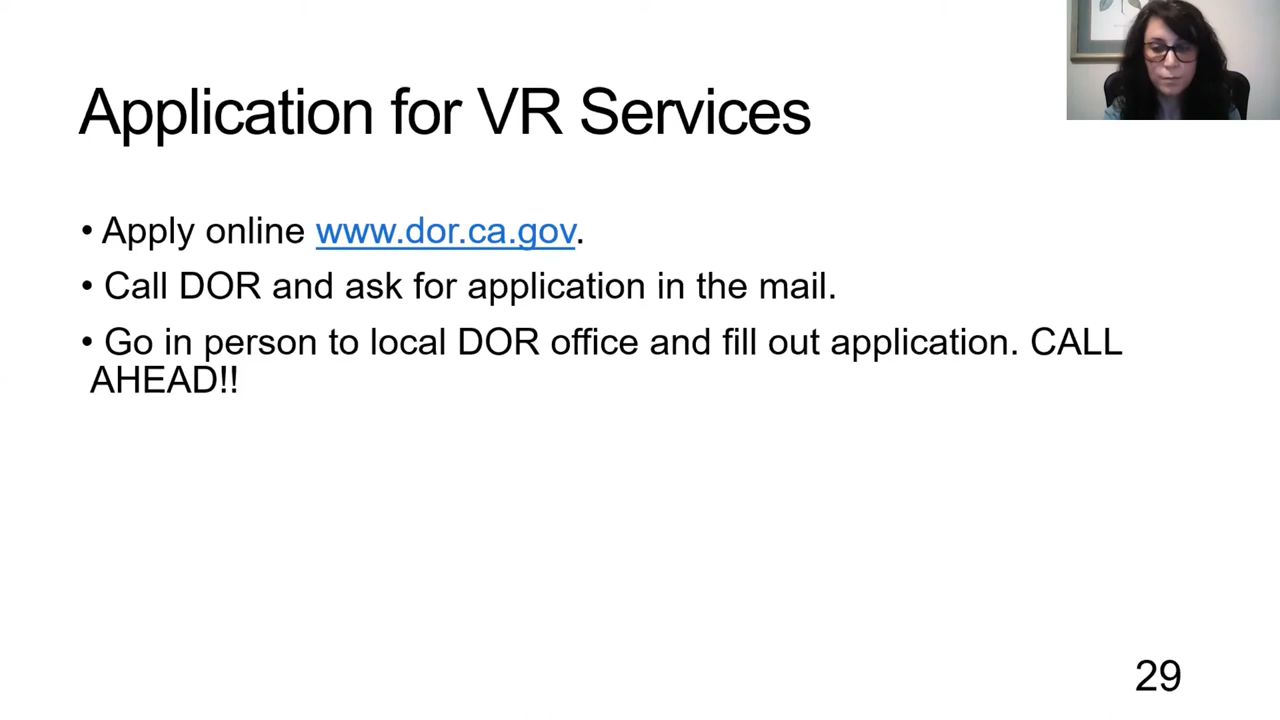 Application for VR Services
• Apply online www.dor.ca.gov.
• Call DOR and ask for application in the mail.
• Go in person to local DOR office and fill out application. CALL
AHEAD!!
29